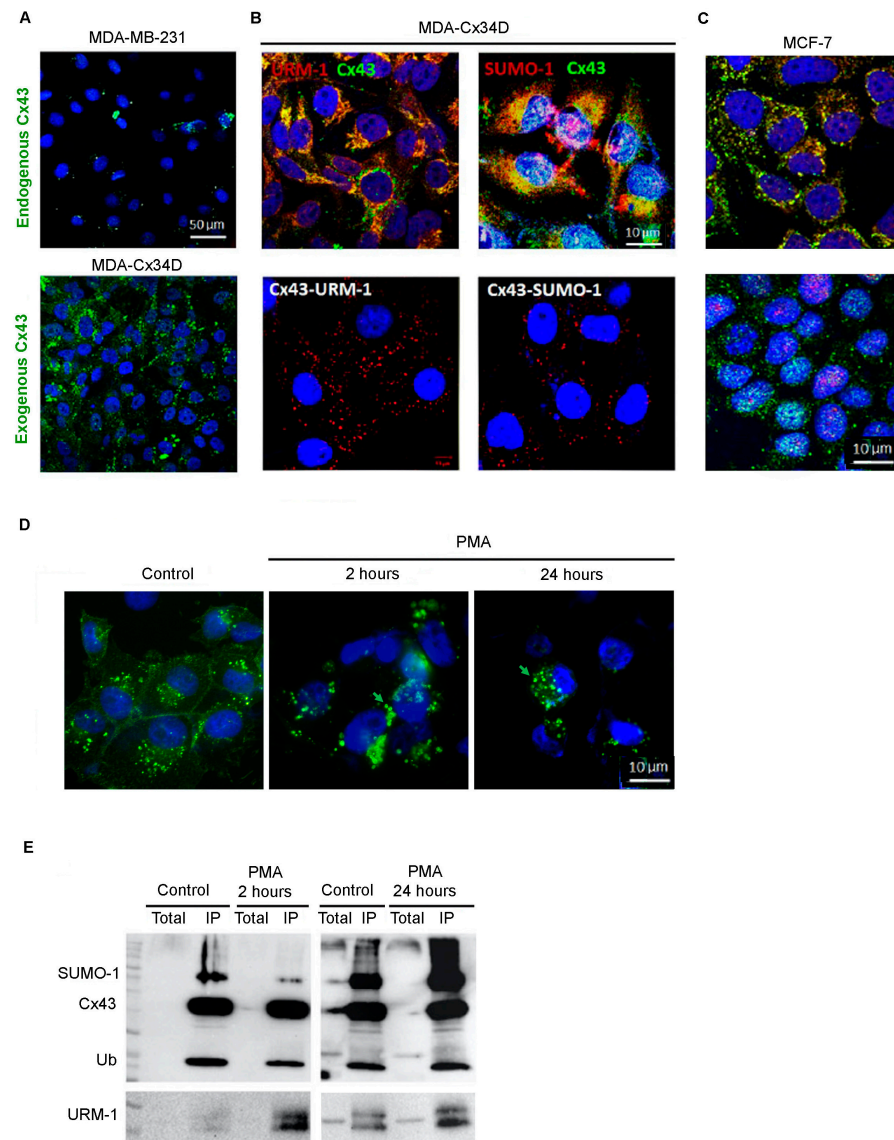 A
MDA-MB-231
Endogenous Cx43
50 µm
MDA-Cx34D
Exogenous Cx43
B
MDA-Cx34D
URM-1 Cx43
SUMO-1 Cx43
10 µm
Cx43-URM-1
Cx43-SUMO-1
C
MCF-7
10 µm
D
PMA
Control
2 hours
24 hours
10 µm
E
Control
PMA
2 hours
Control
PMA
24 hours
Total IP Total IP Total IP Total IP
SUMO-1
Cx43
Ub
URM-1